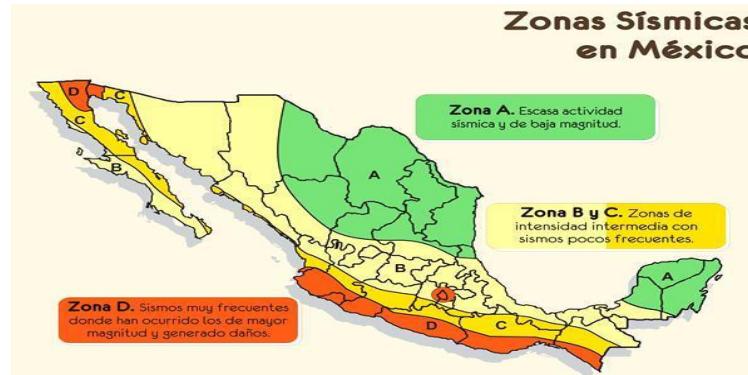 Zonas Sísmicas
en México
Zona A. Escasa actividad
sísmica y de baja magnitud.
Zona B y C. Zonas de
intensidad intermedia con
sismos pocos frecuentes.
Zona D. Sismos muy frecuentes
donde han ocurrido los de mayor
magnitud y generado daños.
D
C
C
B
A
B
A
D
C